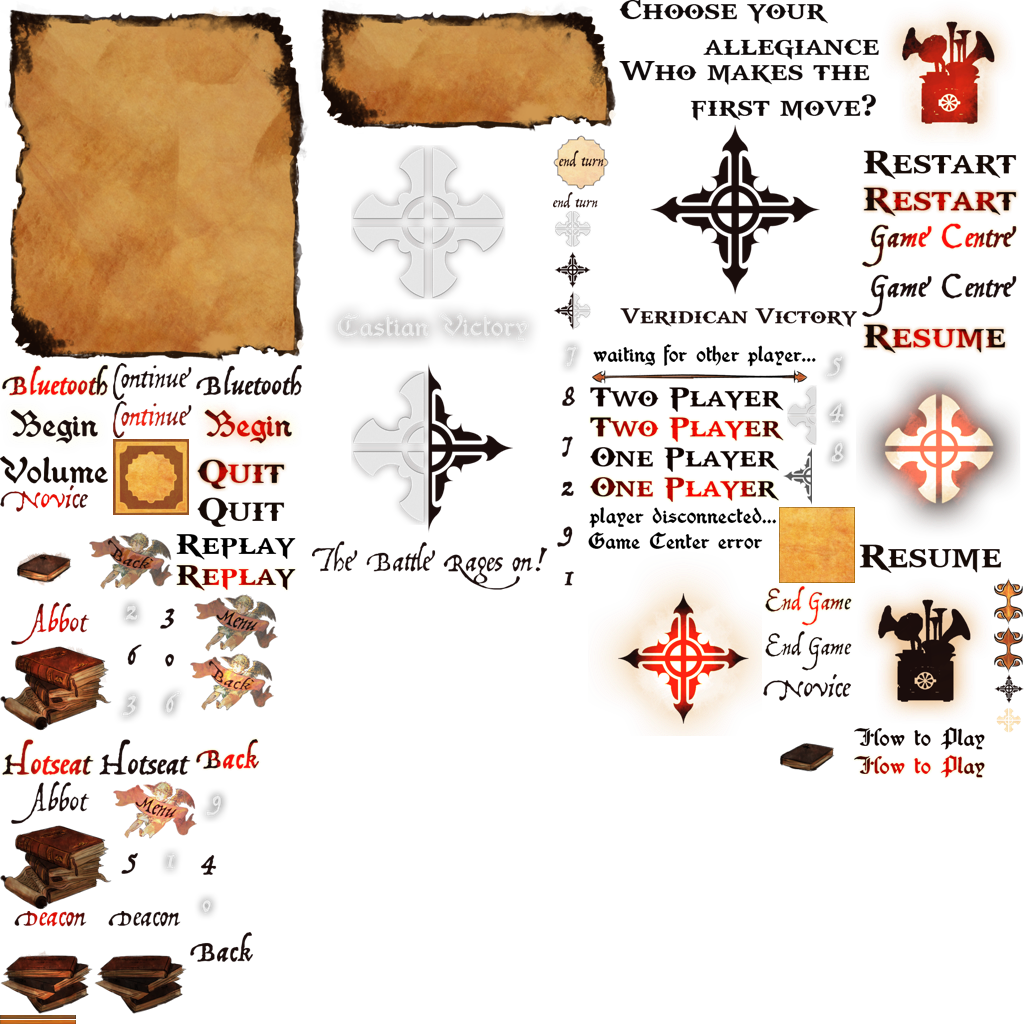 Choose your
allegiance
Who makes the
first move?
end turn
end turn
Restart
Restart
Game Centre
Game Centre
Resume
Castian Victory
Veridican Victory
waiting for other player...
7
5
Bluetooth
Continue
Bluetooth
Continue
Begin
Begin
8
Two Player
4
Two Player
7
One Player
8
2
One Player
Volume
Novice
Quit
Quit
player disconnected...
9
Game Center error
1
The Battle Rages on!
Resume
Replay
Replay
Back
Abbot
2
3
Menu
6
0
Back
3
6
End Game
End Game
Novice
How to Play
How to Play
Hotseat
Hotseat
Back
Abbot
Menu
9
5
1
4
Deacon
Deacon
0
Back